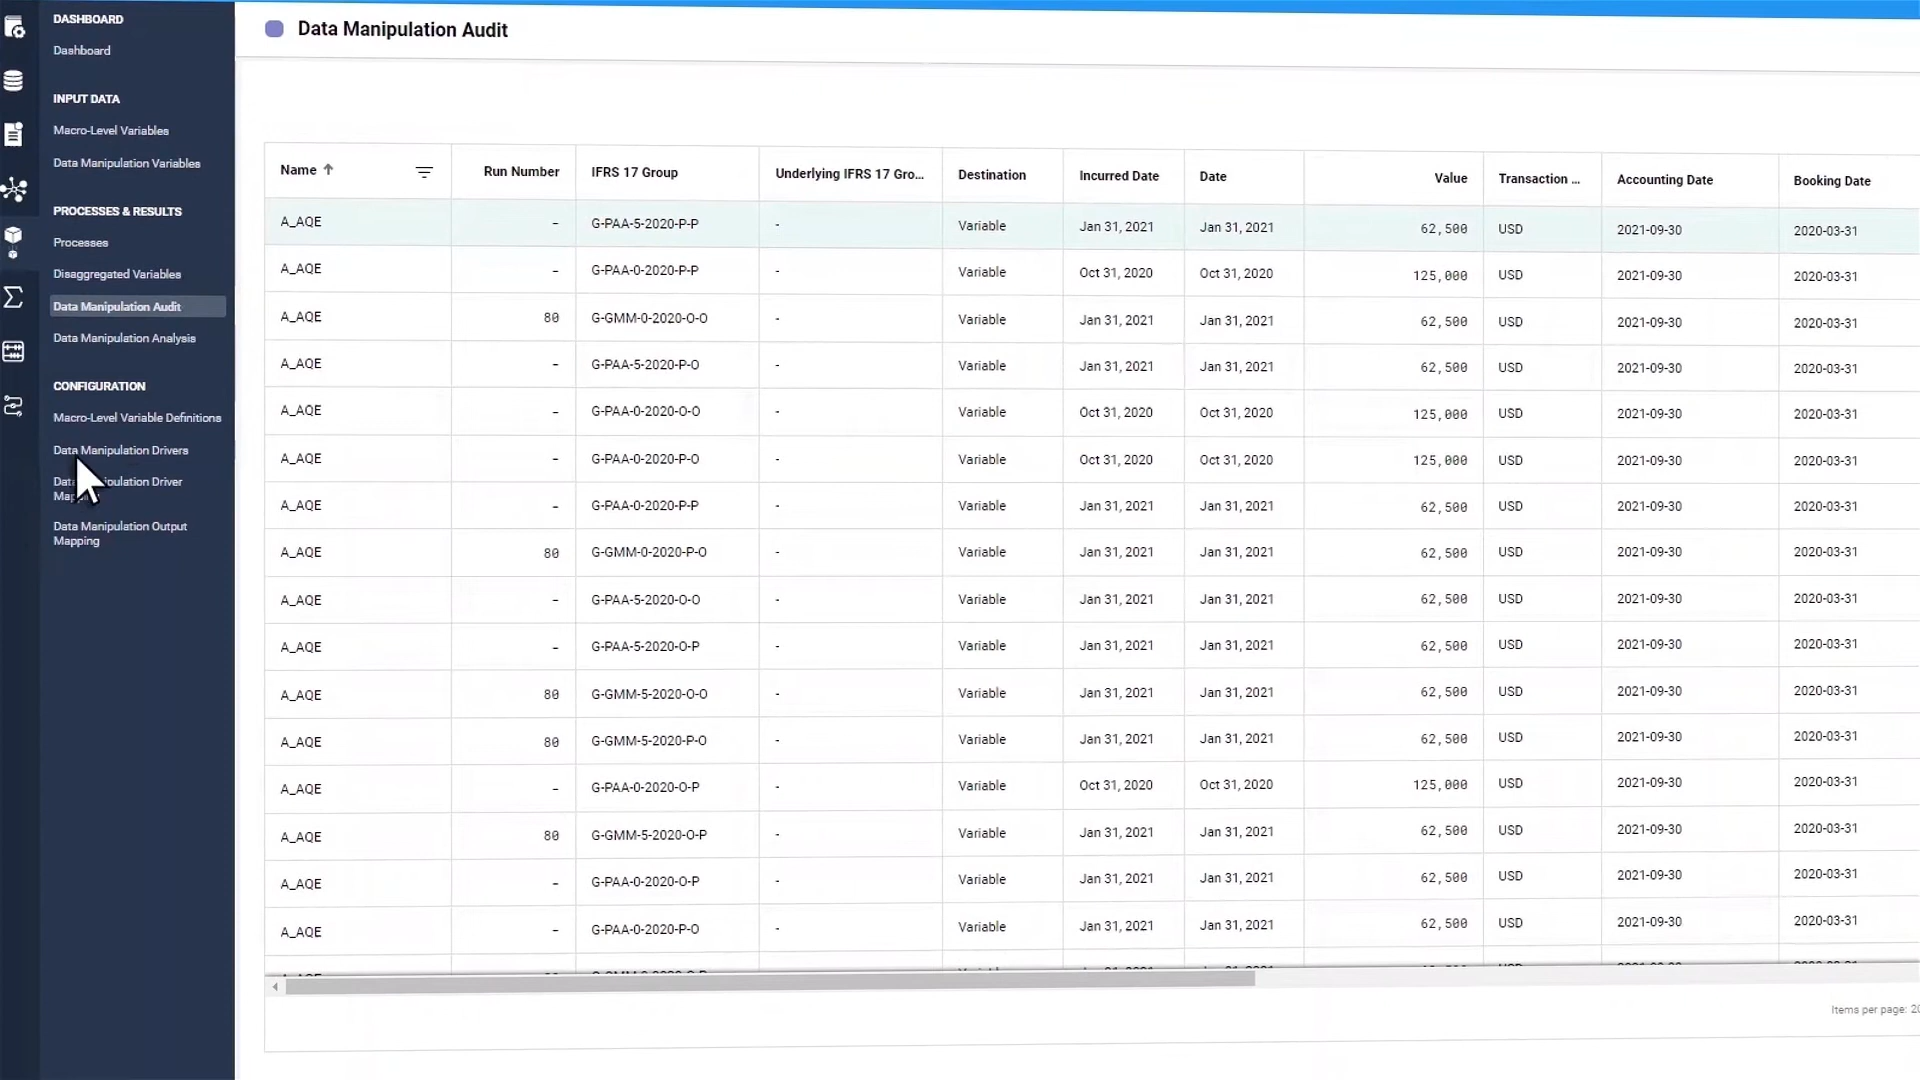 DASHBOARD
Dashboard
INPUT DATA
Macro-Level Variables
Data Manipulation Variables
PROCESSES & RESULTS
Processes
Disaggregated Variables
Data Manipulation Audit
Data Manipulation Analysis
CONFIGURATION
Macro-Level Variable Definitions
Data Manipulation Drivers
Driver
Data Manipulation Output
Mapping
Data Manipulation Audit
Name Run Number IFRS 17 Group Underlying IFRS 17 Gro... Destination Incurred Date Date Value Transaction ... Accounting Date Booking Date
A_AQE - G-PAA-5-2020-P-P - Variable Jan 31, 2021 Jan 31, 2021 62,500 USD 2021-09-30 2020-03-31
A_AQE - G-PAA-0-2020-P-P - Variable Oct 31, 2020 Oct 31, 2020 125,000 USD 2021-09-30 2020-03-31
A_AQE 80 G-GMM-0-2020-O-O - Variable Jan 31, 2021 Jan 31, 2021 62,500 USD 2021-09-30 2020-03-31
A_AQE - G-PAA-5-2020-P-O - Variable Jan 31, 2021 Jan 31, 2021 62,500 USD 2021-09-30 2020-03-31
A_AQE - G-PAA-0-2020-O-O - Variable Oct 31, 2020 Oct 31, 2020 125,000 USD 2021-09-30 2020-03-31
A_AQE - G-PAA-0-2020-P-O - Variable Oct 31, 2020 Oct 31, 2020 125,000 USD 2021-09-30 2020-03-31
A_AQE - G-PAA-0-2020-P-P - Variable Jan 31, 2021 Jan 31, 2021 62,500 USD 2021-09-30 2020-03-31
A_AQE 80 G-GMM-0-2020-P-O - Variable Jan 31, 2021 Jan 31, 2021 62,500 USD 2021-09-30 2020-03-31
A_AQE - G-PAA-5-2020-O-O - Variable Jan 31, 2021 Jan 31, 2021 62,500 USD 2021-09-30 2020-03-31
A_AQE - G-PAA-5-2020-O-P - Variable Jan 31, 2021 Jan 31, 2021 62,500 USD 2021-09-30 2020-03-31
A_AQE 80 G-GMM-5-2020-O-O - Variable Jan 31, 2021 Jan 31, 2021 62,500 USD 2021-09-30 2020-03-31
A_AQE 80 G-GMM-5-2020-P-O - Variable Jan 31, 2021 Jan 31, 2021 62,500 USD 2021-09-30 2020-03-31
A_AQE - G-PAA-0-2020-O-P - Variable Oct 31, 2020 Oct 31, 2020 125,000 USD 2021-09-30 2020-03-31
A_AQE 80 G-GMM-5-2020-O-P - Variable Jan 31, 2021 Jan 31, 2021 62,500 USD 2021-09-30 2020-03-31
A_AQE - G-PAA-0-2020-O-P - Variable Jan 31, 2021 Jan 31, 2021 62,500 USD 2021-09-30 2020-03-31
A_AQE - G-PAA-0-2020-P-O - Variable Jan 31, 2021 Jan 31, 2021 62,500 USD 2021-09-30 2020-03-31
Items per page: 20